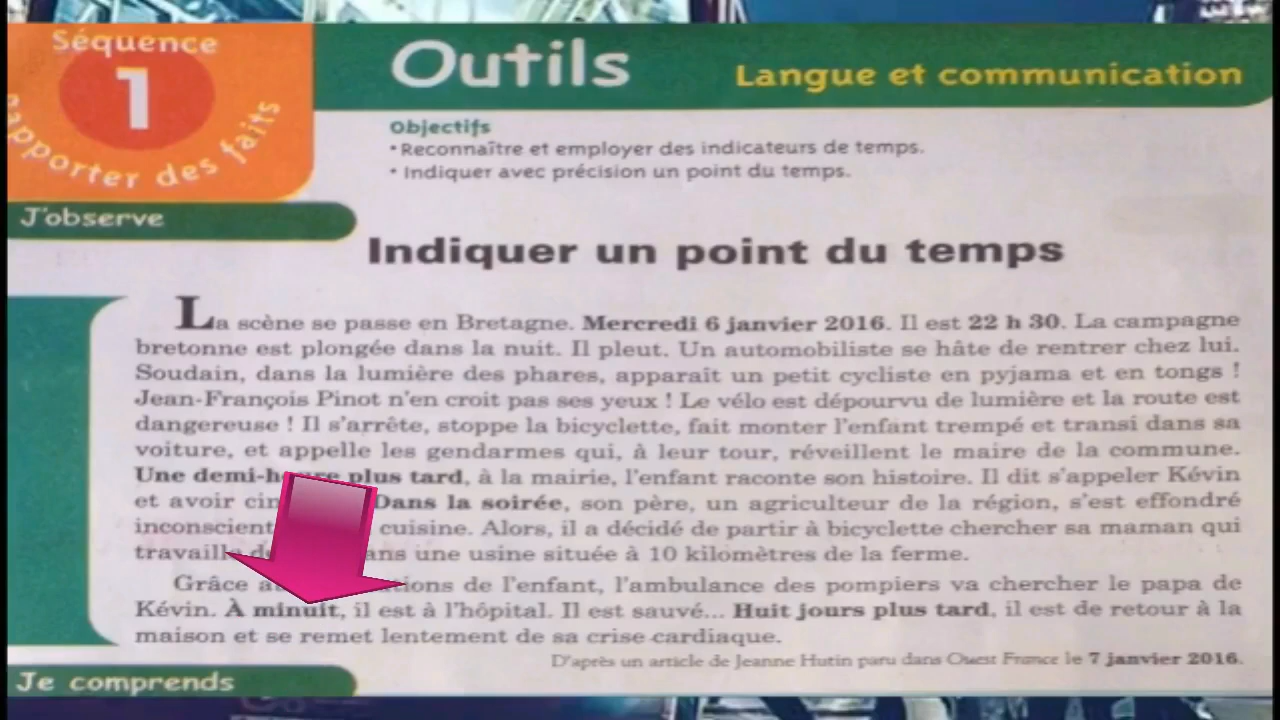 Séquence
1
rapporter des faits
Outils
Langue et communication
Objectifs
• Reconnaître et employer des indicateurs de temps.
• Indiquer avec précision un point du temps.
J'observe
Indiquer un point du temps
La scène se passe en Bretagne. Mercredi 6 janvier 2016. Il est 22 h 30. La campagne
bretonne est plongée dans la nuit. Il pleut. Un automobiliste se hâte de rentrer chez lui.
Soudain, dans la lumière des phares, apparaît un petit cycliste en pyjama et en tongs !
Jean-François Pinot n'en croit pas ses yeux ! Le vélo est dépourvu de lumière et la route est
dangereuse ! Il s'arrête, stoppe la bicyclette, fait monter l'enfant trempé et transi dans sa
voiture, et appelle les gendarmes qui, à leur tour, réveillent le maire de la commune.
Une demi-heure plus tard, à la mairie, l'enfant raconte son histoire. Il dit s'appeler Kévin
et avoir Dans la soirée, son père, un agriculteur de la région, s'est effondré
inconscient cuisine. Alors, il a décidé de partir à bicyclette chercher sa maman qui
travaille une usine située à 10 kilomètres de la ferme.
Grâce de l'enfant, l'ambulance des pompiers va chercher le papa de
Kévin. À minuit, il est à l'hôpital. Il est sauvé... Huit jours plus tard, il est de retour à la
maison et se remet lentement de sa crise cardiaque.
D'après un article de Jeanne Hutin paru dans Ouest France le 7 janvier 2016.
Je comprends